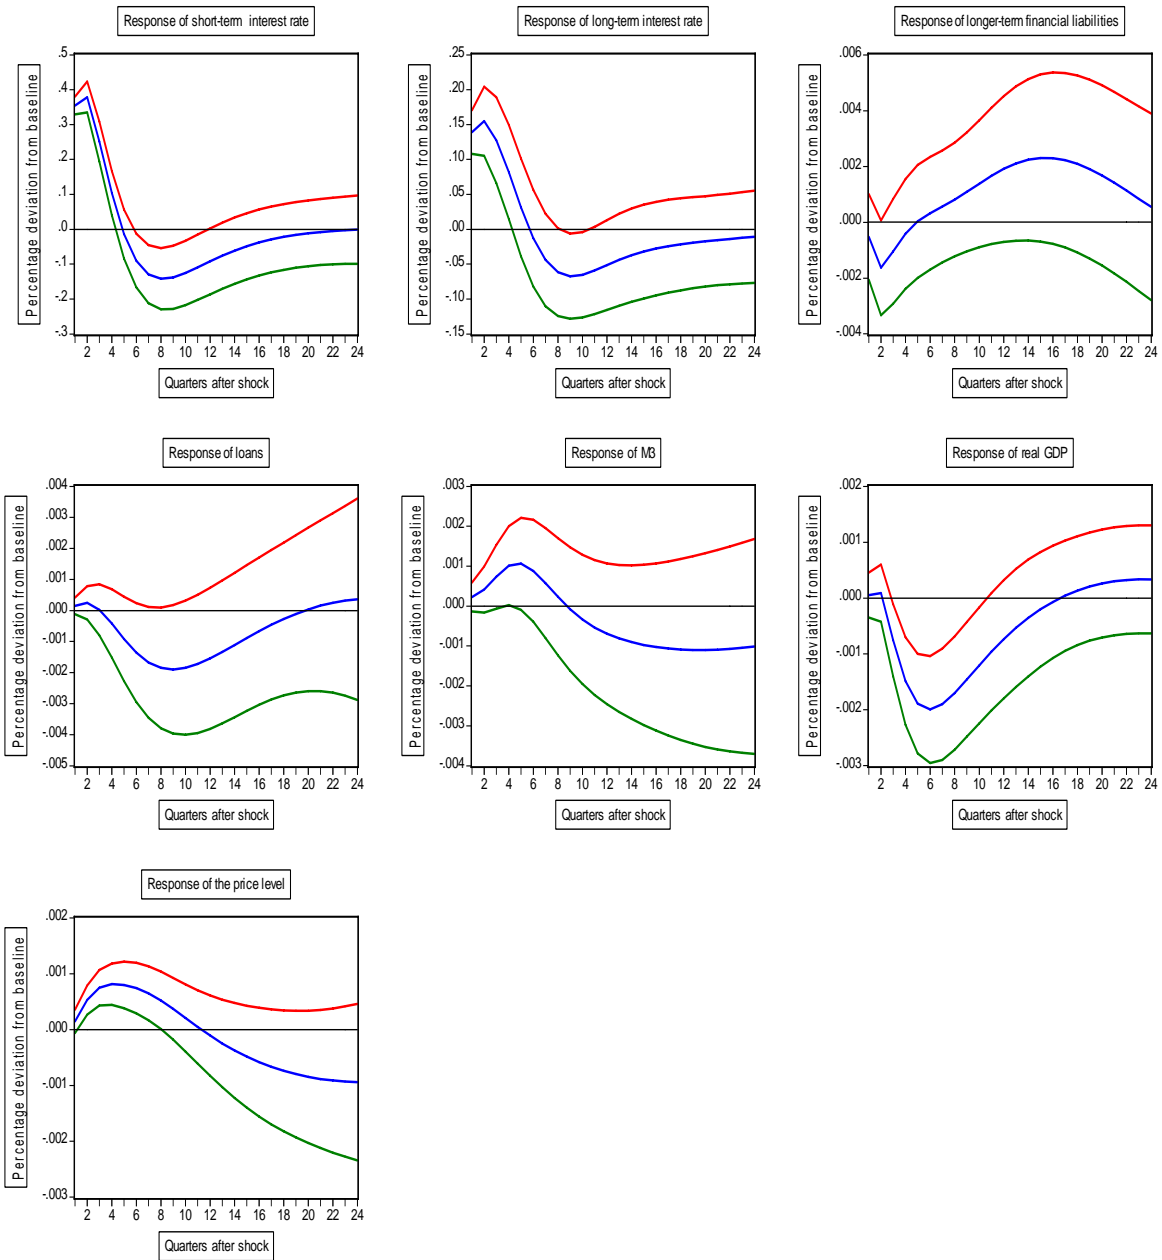 Response of short-term interest rate
Percentage deviation from baseline
.5
.4
.3
.2
.1
.0
-.1
-.2
-.3
2 4 6 8 10 12 14 16 18 20 22 24
Quarters after shock
Response of long-term interest rate
Percentage deviation from baseline
.25
.20
.15
.10
.05
.00
-.05
-.10
-.15
2 4 6 8 10 12 14 16 18 20 22 24
Quarters after shock
Response of longer-term financial liabilities
Percentage deviation from baseline
.006
.004
.002
.000
-.002
-.004
2 4 6 8 10 12 14 16 18 20 22 24
Quarters after shock
Response of loans
Percentage deviation from baseline
.004
.003
.002
.001
.000
-.001
-.002
-.003
-.004
-.005
2 4 6 8 10 12 14 16 18 20 22 24
Quarters after shock
Response of M3
Percentage deviation from baseline
.003
.002
.001
.000
-.001
-.002
-.003
-.004
2 4 6 8 10 12 14 16 18 20 22 24
Quarters after shock
Response of real GDP
Percentage deviation from baseline
.002
.001
.000
-.001
-.002
-.003
2 4 6 8 10 12 14 16 18 20 22 24
Quarters after shock
Response of the price level
Percentage deviation from baseline
.002
.001
.000
-.001
-.002
-.003
2 4 6 8 10 12 14 16 18 20 22 24
Quarters after shock